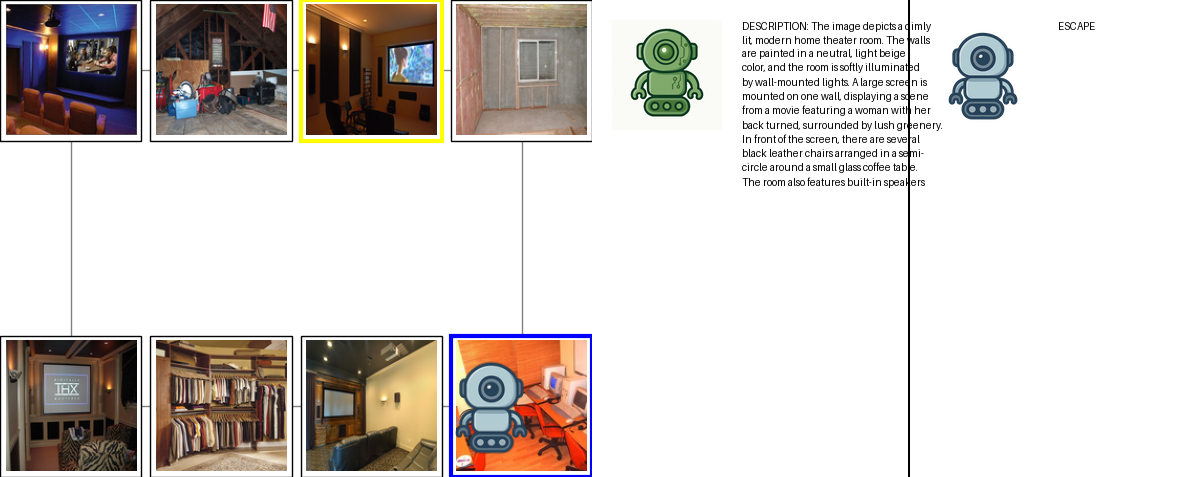 DESCRIPTION: The image depicts a dimly
lit, modern home theater room. The walls
are painted in a neutral, light beige
color, and the room is softly illuminated
by wall-mounted lights. A large screen is
mounted on one wall, displaying a scene
from a movie featuring a woman with her
back turned, surrounded by lush greenery.
In front of the screen, there are several
black leather chairs arranged in a semi-
circle around a small glass coffee table.
The room also features built-in speakers
ESCAPE
THX